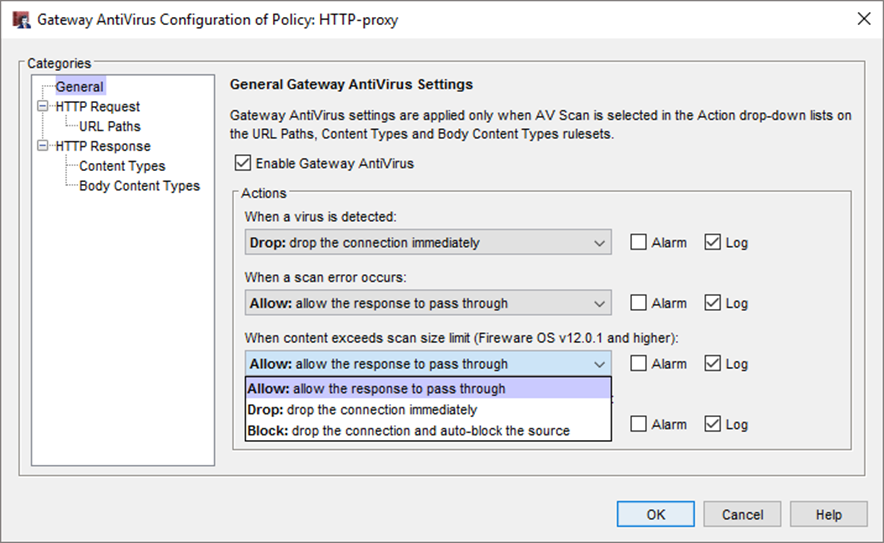 Gateway AntiVirus Configuration of Policy: HTTP-proxy
Categories
General
HTTP Request
URL Paths
HTTP Response
Content Types
Body Content Types
General Gateway AntiVirus Settings
Gateway AntiVirus settings are applied only when AV Scan is selected in the Action drop-down lists on
the URL Paths, Content Types and Body Content Types rulesets.
Enable Gateway AntiVirus
Actions
When a virus is detected:
Drop: drop the connection immediately Alarm Log
When a scan error occurs:
Allow: allow the response to pass through Alarm Log
When content exceeds scan size limit (Fireware OS v12.0.1 and higher):
Allow: allow the response to pass through Alarm Log
Allow: allow the response to pass through
Drop: drop the connection immediately
Block: drop the connection and auto-block the source Alarm Log
OK Cancel Help